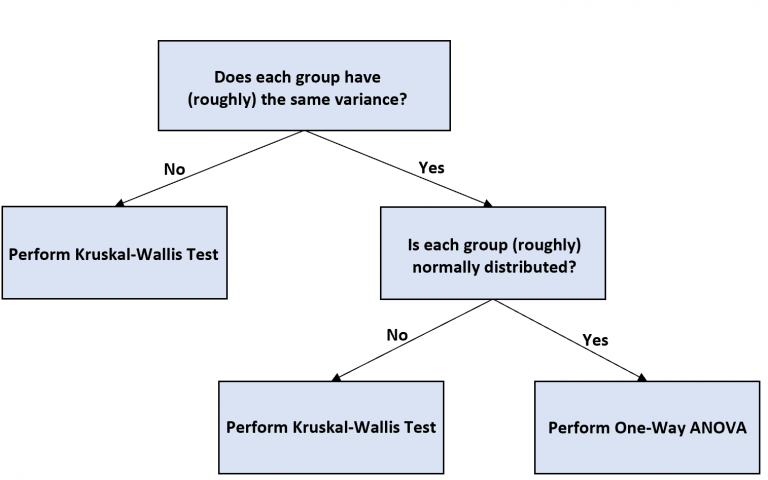 Does each group have
(roughly) the same variance?
No
Yes
Perform Kruskal-Wallis Test
Is each group (roughly)
normally distributed?
No
Yes
Perform Kruskal-Wallis Test
Perform One-Way ANOVA